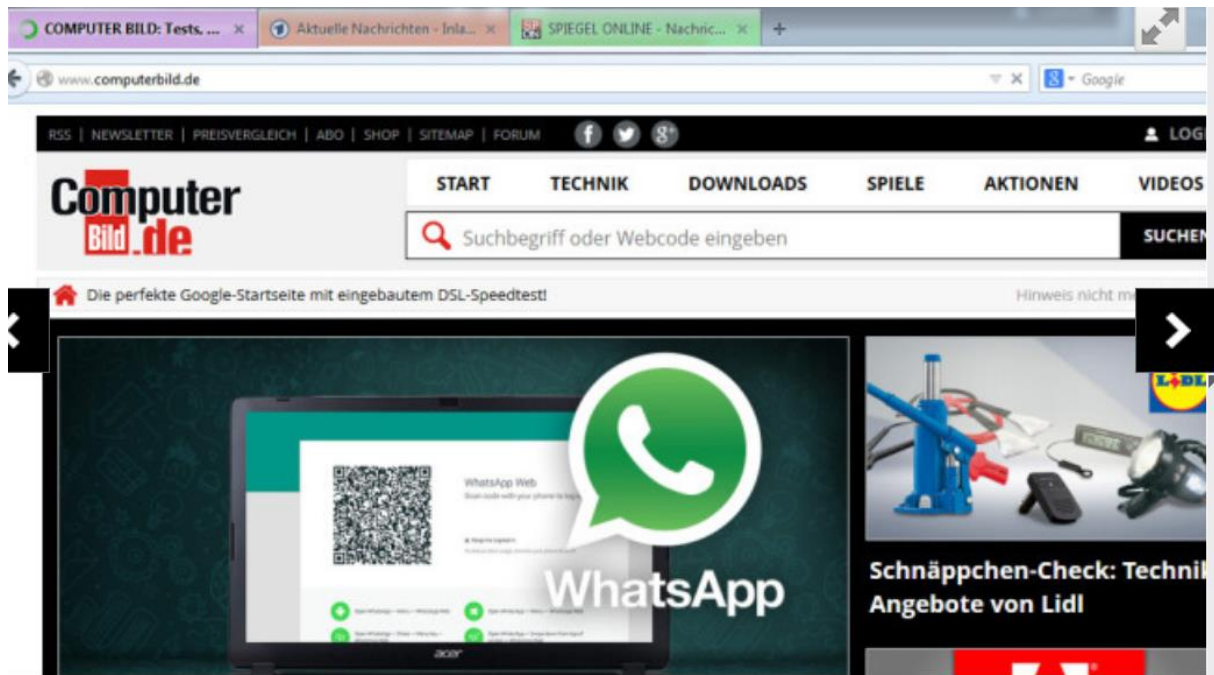 COMPUTER BILD: Tests, ...
Aktuelle Nachrichten - Inla...
SPIEGEL ONLINE - Nachric...
www.computerbild.de
Google
RSS | NEWSLETTER | PREISVERGLEICH | ABO | SHOP | SITEMAP | FORUM
LOGI
Computer
Bild.de
START TECHNIK DOWNLOADS SPIELE AKTIONEN VIDEOS
Suchbegriff oder Webcode eingeben
SUCHEN
Die perfekte Google-Startseite mit eingebautem DSL-Speedtest!
Hinweis nicht
WhatsApp Web
WhatsApp
acer
LIDL
Schnäppchen-Check: Technik
Angebote von Lidl